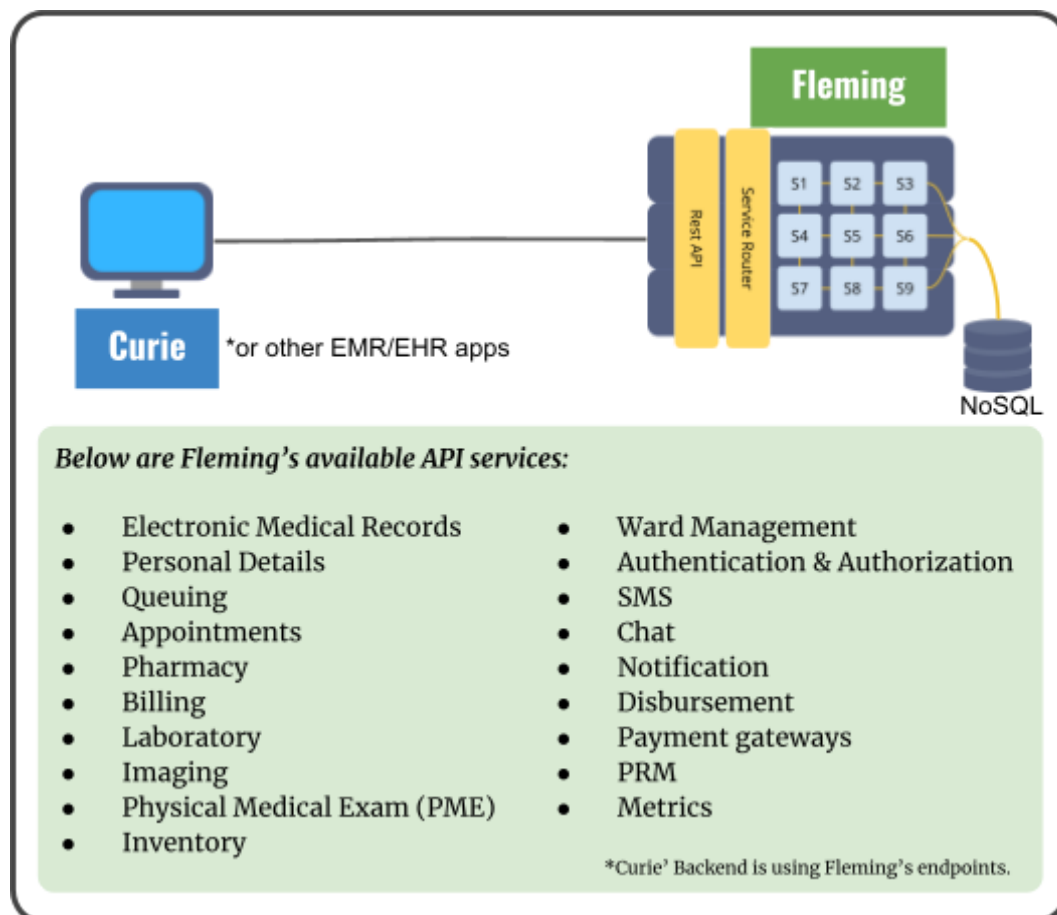 Fleming
Rest API
Service Router
S1 S2 S3
S4 S5 S6
S7 S8 S9
Curie
*or other EMR/EHR apps
NoSQL
Below are Fleming’s available API services:
● Electronic Medical Records
● Personal Details
● Queuing
● Appointments
● Pharmacy
● Billing
● Laboratory
● Imaging
● Physical Medical Exam (PME)
● Inventory
● Ward Management
● Authentication & Authorization
● SMS
● Chat
● Notification
● Disbursement
● Payment gateways
● PRM
● Metrics
*Curie’ Backend is using Fleming’s endpoints.